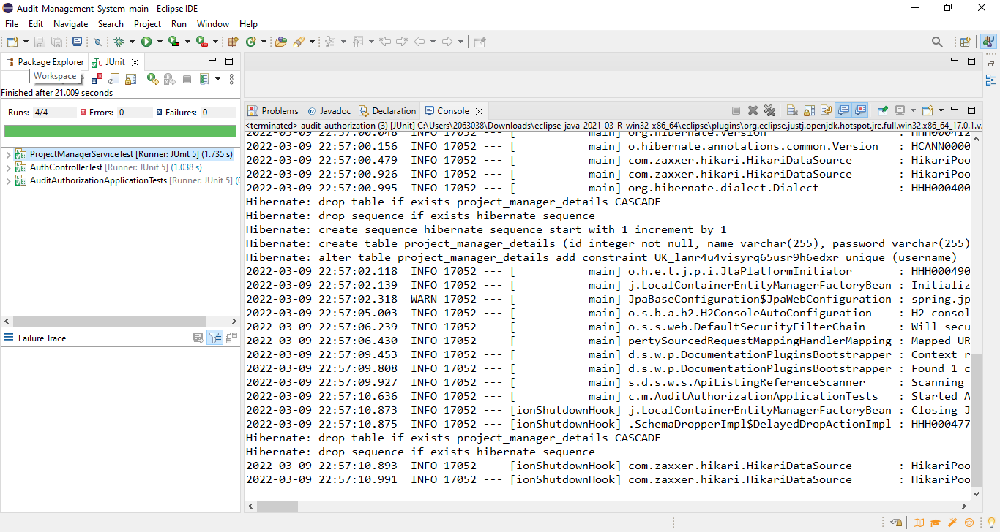 Audit-Management-System-main - Eclipse IDE
File Edit Navigate Search Project Run Window Help
Package Explorer JUnit
Workspace
Finished after 21.009 seconds
Runs: 4/4 Errors: 0 Failures: 0
ProjectManagerServiceTest [Runner: JUnit 5] (1.735 s)
AuthControllerTest [Runner: JUnit 5] (1.038 s)
AuditAuthorizationApplicationTests [Runner: JUnit 5] (0
Failure Trace
Problems Javadoc Declaration Console
<terminated> audit-authorization (3) [JUnit] C:\Users\2063038\Downloads\eclipse-java-2021-03-R-win32-x86_64\eclipse\plugins\org.eclipse.justj.openjdk.hotspot.jre.full.win32.x86_64_17.0.1.v2
2022-03-09 22:57:00.048  INFO 17052 --- [           main] org.hibernate.Version                    : HHH000412
2022-03-09 22:57:00.156  INFO 17052 --- [           main] o.hibernate.annotations.common.Version   : HCANN0000
2022-03-09 22:57:00.479  INFO 17052 --- [           main] com.zaxxer.hikari.HikariDataSource       : HikariPoo
2022-03-09 22:57:00.926  INFO 17052 --- [           main] com.zaxxer.hikari.HikariDataSource       : HikariPoo
2022-03-09 22:57:00.995  INFO 17052 --- [           main] org.hibernate.dialect.Dialect            : HHH000400
Hibernate: drop table if exists project_manager_details CASCADE
Hibernate: drop sequence if exists hibernate_sequence
Hibernate: create sequence hibernate_sequence start with 1 increment by 1
Hibernate: create table project_manager_details (id integer not null, name varchar(255), password varchar(255)
Hibernate: alter table project_manager_details add constraint UK_lanr4u4visyrq65usr9h6edxr unique (username)
2022-03-09 22:57:02.118  INFO 17052 --- [           main] o.h.e.t.j.p.i.JtaPlatformInitiator       : HHH000490
2022-03-09 22:57:02.139  INFO 17052 --- [           main] j.LocalContainerEntityManagerFactoryBean : Initializ
2022-03-09 22:57:02.318  WARN 17052 --- [           main] JpaBaseConfiguration$JpaWebConfiguration : spring.jp
2022-03-09 22:57:05.003  INFO 17052 --- [           main] o.s.b.a.h2.H2ConsoleAutoConfiguration    : H2 consol
2022-03-09 22:57:06.239  INFO 17052 --- [           main] o.s.s.web.DefaultSecurityFilterChain     : Will secu
2022-03-09 22:57:06.430  INFO 17052 --- [           main] pertySourcedRequestMappingHandlerMapping : Mapped UR
2022-03-09 22:57:09.453  INFO 17052 --- [           main] d.s.w.p.DocumentationPluginsBootstrapper : Context r
2022-03-09 22:57:09.808  INFO 17052 --- [           main] d.s.w.p.DocumentationPluginsBootstrapper : Found 1 c
2022-03-09 22:57:09.927  INFO 17052 --- [           main] s.d.s.w.s.ApiListingReferenceScanner     : Scanning
2022-03-09 22:57:10.636  INFO 17052 --- [           main] c.m.AuditAuthorizationApplicationTests   : Started A
2022-03-09 22:57:10.873  INFO 17052 --- [ionShutdownHook] j.LocalContainerEntityManagerFactoryBean : Closing J
2022-03-09 22:57:10.875  INFO 17052 --- [ionShutdownHook] .SchemaDropperImpl$DelayedDropActionImpl : HHH000477
Hibernate: drop table if exists project_manager_details CASCADE
Hibernate: drop sequence if exists hibernate_sequence
2022-03-09 22:57:10.893  INFO 17052 --- [ionShutdownHook] com.zaxxer.hikari.HikariDataSource       : HikariPoo
2022-03-09 22:57:10.991  INFO 17052 --- [ionShutdownHook] com.zaxxer.hikari.HikariDataSource       : HikariPoo